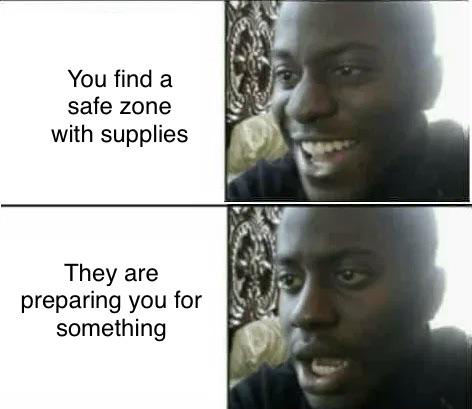 You find a
safe zone
with supplies
They are
preparing you for
something